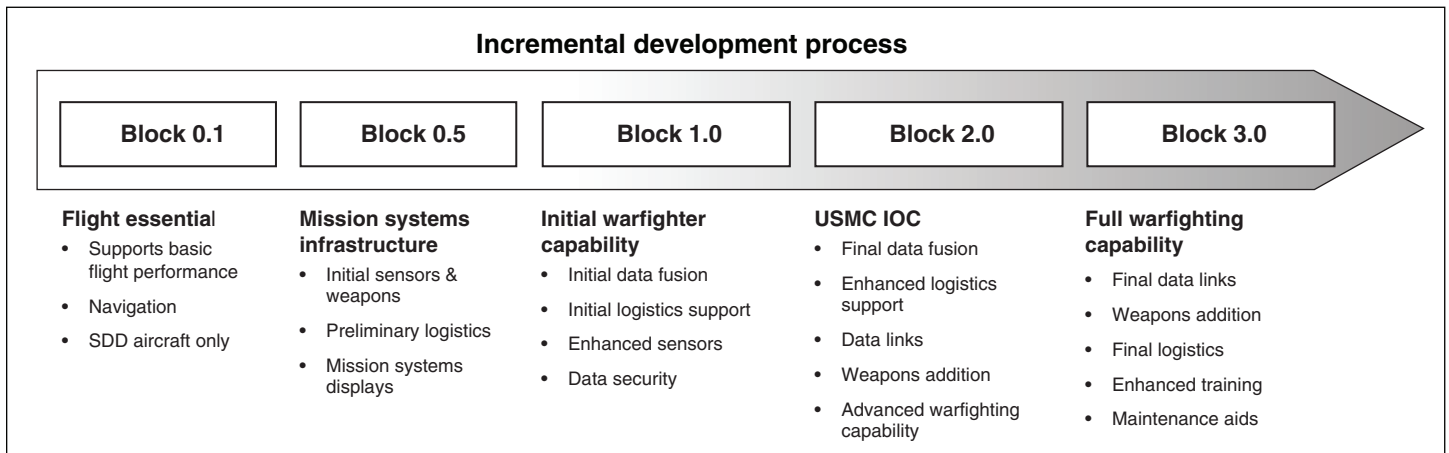 Incremental development process
Block 0.1
Block 0.5
Block 1.0
Block 2.0
Block 3.0
Flight essential
• Supports basic
flight performance
• Navigation
• SDD aircraft only
Mission systems
infrastructure
• Initial sensors &
weapons
• Preliminary logistics
• Mission systems
displays
Initial warfighter
capability
• Initial data fusion
• Initial logistics support
• Enhanced sensors
• Data security
USMC IOC
• Final data fusion
• Enhanced logistics
support
• Data links
• Weapons addition
• Advanced warfighting
capability
Full warfighting
capability
• Final data links
• Weapons addition
• Final logistics
• Enhanced training
• Maintenance aids